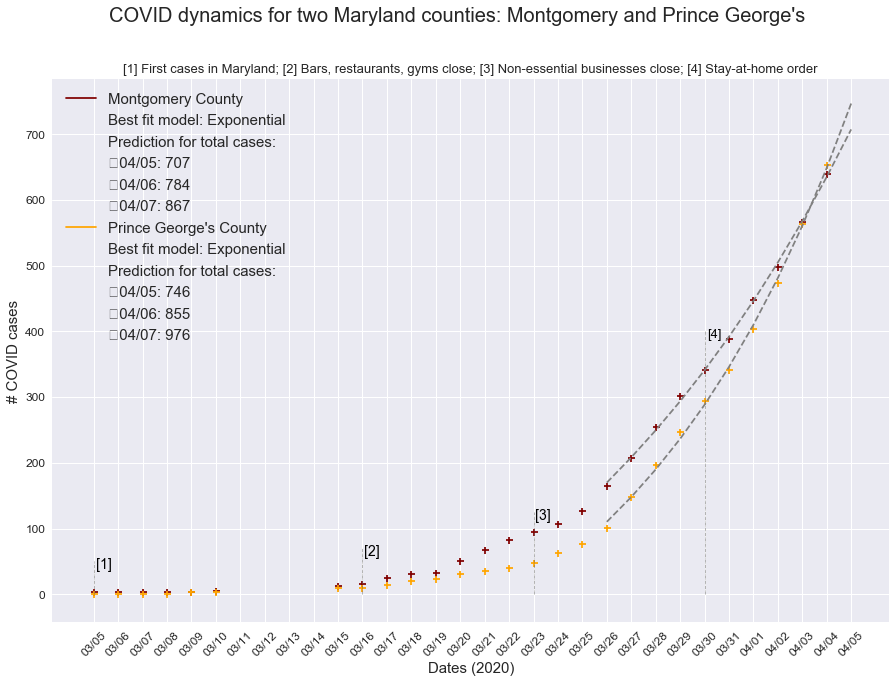 COVID dynamics for two Maryland counties: Montgomery and Prince George's
[1] First cases in Maryland; [2] Bars, restaurants, gyms close; [3] Non-essential businesses close; [4] Stay-at-home order
Montgomery County
Best fit model: Exponential
Prediction for total cases:
04/05: 707
04/06: 784
04/07: 867
Prince George's County
Best fit model: Exponential
Prediction for total cases:
04/05: 746
04/06: 855
04/07: 976
# COVID cases
700
600
500
400
300
200
100
0
[1]
[2]
[3]
[4]
03/05 03/06 03/07 03/08 03/09 03/10 03/11 03/12 03/13 03/14 03/15 03/16 03/17 03/18 03/19 03/20 03/21 03/22 03/23 03/24 03/25 03/26 03/27 03/28 03/29 03/30 03/31 04/01 04/02 04/03 04/04 04/05
Dates (2020)